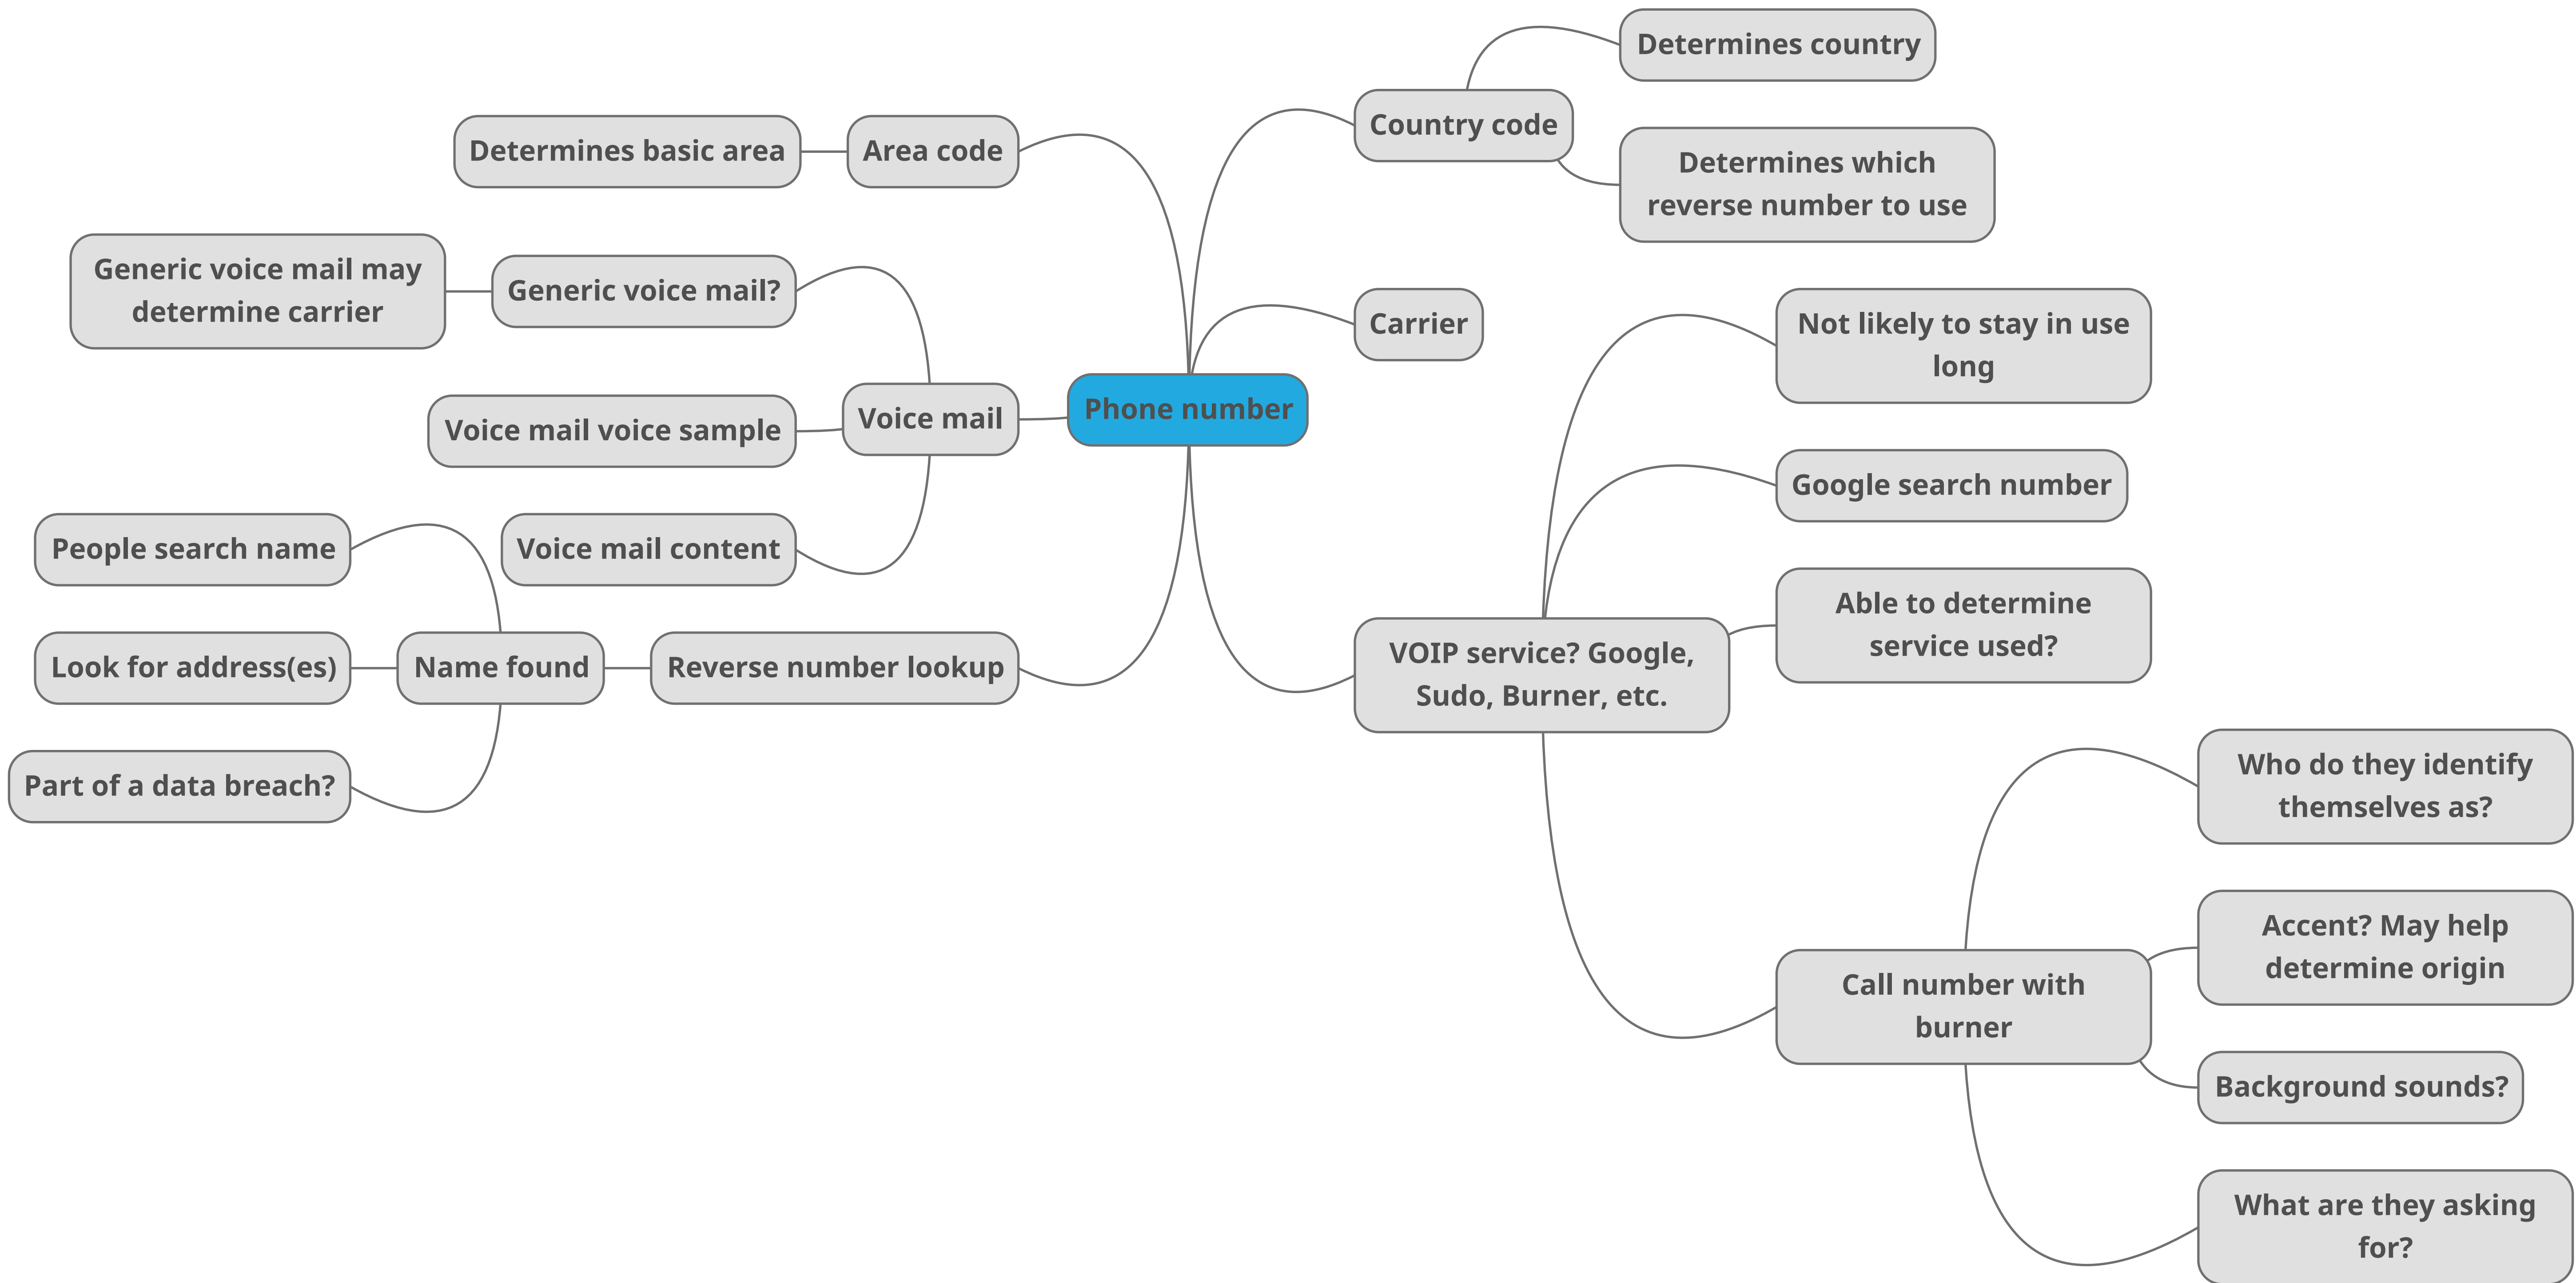 Phone number
Country code
Determines country
Determines which
reverse number to use
Carrier
VOIP service? Google,
Sudo, Burner, etc.
Not likely to stay in use
long
Google search number
Able to determine
service used?
Call number with
burner
Who do they identify
themselves as?
Accent? May help
determine origin
Background sounds?
What are they asking
for?
Area code
Determines basic area
Voice mail
Generic voice mail?
Generic voice mail may
determine carrier
Voice mail voice sample
Voice mail content
Reverse number lookup
Name found
People search name
Look for address(es)
Part of a data breach?